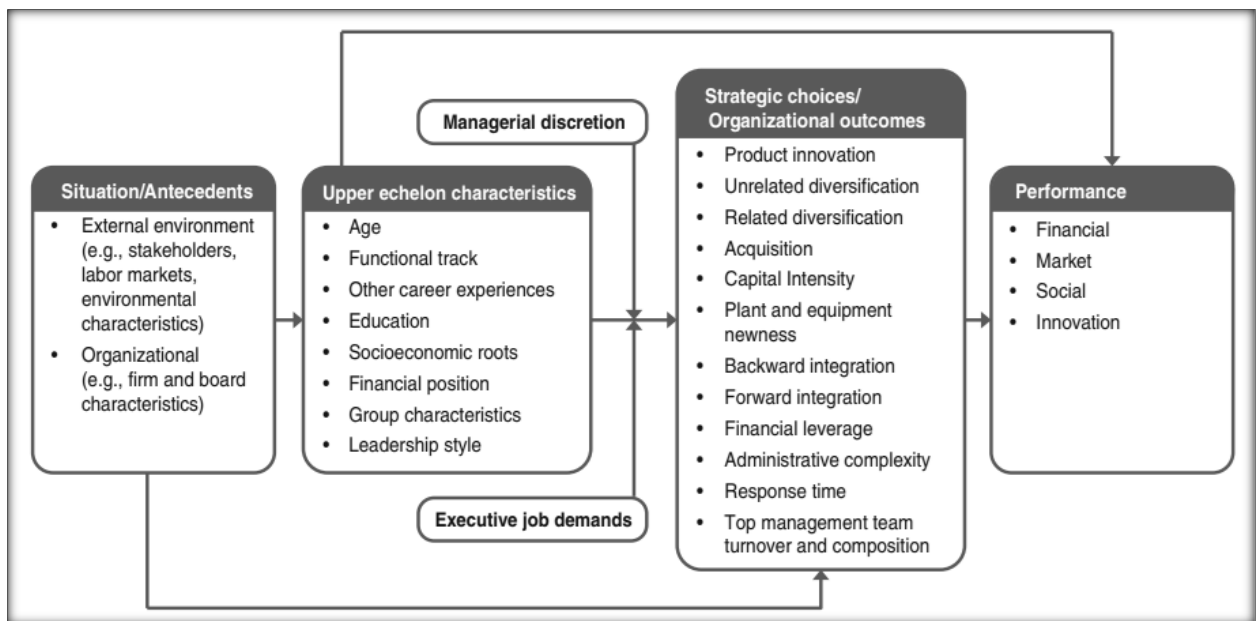 Managerial discretion
Situation/Antecedents
• External environment
(e.g., stakeholders,
labor markets,
environmental
characteristics)
• Organizational
(e.g., firm and board
characteristics)
Upper echelon characteristics
• Age
• Functional track
• Other career experiences
• Education
• Socioeconomic roots
• Financial position
• Group characteristics
• Leadership style
Executive job demands
Strategic choices/
Organizational outcomes
• Product innovation
• Unrelated diversification
• Related diversification
• Acquisition
• Capital Intensity
• Plant and equipment
newness
• Backward integration
• Forward integration
• Financial leverage
• Administrative complexity
• Response time
• Top management team
turnover and composition
Performance
• Financial
• Market
• Social
• Innovation